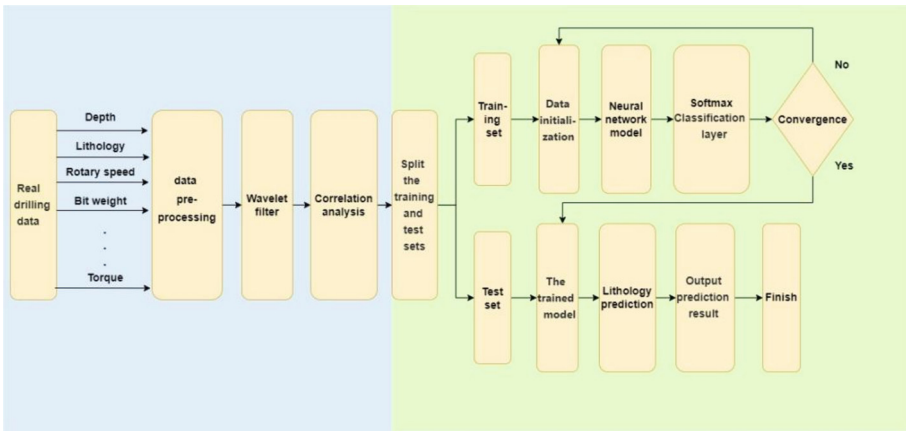 Real
drilling
data
Depth
Lithology
Rotary speed
Bit weight
.
.
.
Torque
data
pre-
processing
Wavelet
filter
Correlation
analysis
Split
the
training
and
test
sets
Train-
ing
set
Data
initiali-
zation
Neural
network
model
Softmax
Classification
layer
Convergence
No
Yes
Test
set
The
trained
model
Lithology
prediction
Output
prediction
result
Finish